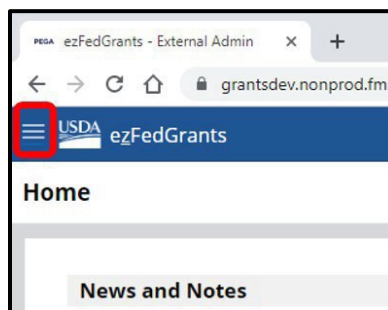 PEGA ezFedGrants - External Admin
grantsdev.nonprod.fm
USDA ezFedGrants
Home
News and Notes